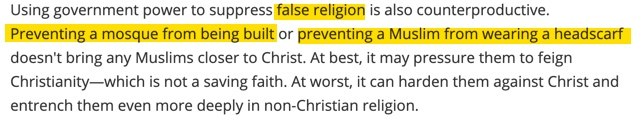 Using government power to suppress false religion is also counterproductive.
Preventing a mosque from being built or preventing a Muslim from wearing a headscarf
doesn't bring any Muslims closer to Christ. At best, it may pressure them to feign
Christianity—which is not a saving faith. At worst, it can harden them against Christ and
entrench them even more deeply in non-Christian religion.